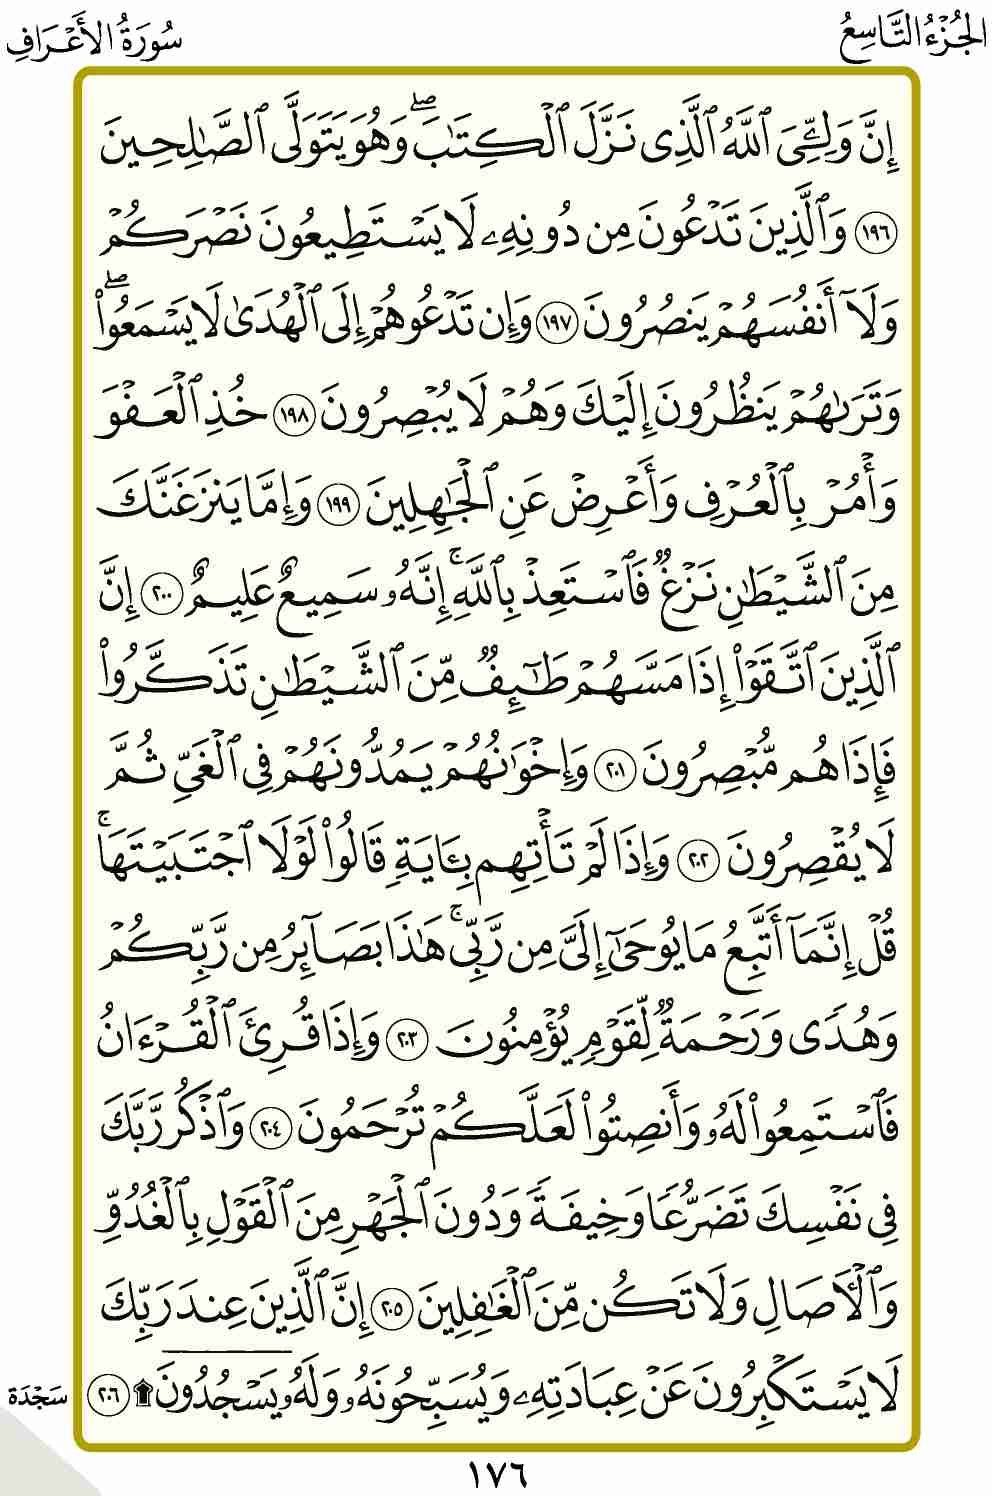 الجُزْءُ التَّاسِعُ
سُورَةُ الأَعْرَافِ
إِنَّ وَلِـِّۧىَ ٱللَّهُ ٱلَّذِى نَزَّلَ ٱلْكِتَٰبَ ۖ وَهُوَ يَتَوَلَّى ٱلصَّٰلِحِينَ
١٩٦ وَٱلَّذِينَ تَدْعُونَ مِن دُونِهِۦ لَا يَسْتَطِيعُونَ نَصْرَكُمْ
وَلَآ أَنفُسَهُمْ يَنصُرُونَ ١٩٧ وَإِن تَدْعُوهُمْ إِلَى ٱلْهُدَىٰ لَا يَسْمَعُوا۟ ۖ
وَتَرَىٰهُمْ يَنظُرُونَ إِلَيْكَ وَهُمْ لَا يُبْصِرُونَ ١٩٨ خُذِ ٱلْعَفْوَ
وَأْمُرْ بِٱلْعُرْفِ وَأَعْرِضْ عَنِ ٱلْجَٰهِلِينَ ١٩٩ وَإِمَّا يَنزَغَنَّكَ
مِنَ ٱلشَّيْطَٰنِ نَزْغٌ فَٱسْتَعِذْ بِٱللَّهِ ۚ إِنَّهُۥ سَمِيعٌ عَلِيمٌ ٢٠٠ إِنَّ
ٱلَّذِينَ ٱتَّقَوْا۟ إِذَا مَسَّهُمْ طَٰٓئِفٌ مِّنَ ٱلشَّيْطَٰنِ تَذَكَّرُوا۟
فَإِذَا هُم مُّبْصِرُونَ ٢٠١ وَإِخْوَٰنُهُمْ يَمُدُّونَهُمْ فِى ٱلْغَىِّ ثُمَّ
لَا يُقْصِرُونَ ٢٠٢ وَإِذَا لَمْ تَأْتِهِم بِـَٔايَةٍ قَالُوا۟ لَوْلَا ٱجْتَبَيْتَهَا ۚ
قُلْ إِنَّمَآ أَتَّبِعُ مَا يُوحَىٰٓ إِلَىَّ مِن رَّبِّى ۚ هَٰذَا بَصَآئِرُ مِن رَّبِّكُمْ
وَهُدًى وَرَحْمَةٌ لِّقَوْمٍ يُؤْمِنُونَ ٢٠٣ وَإِذَا قُرِئَ ٱلْقُرْءَانُ
فَٱسْتَمِعُوا۟ لَهُۥ وَأَنصِتُوا۟ لَعَلَّكُمْ تُرْحَمُونَ ٢٠٤ وَٱذْكُر رَّبَّكَ
فِى نَفْسِكَ تَضَرُّعًا وَخِيفَةً وَدُونَ ٱلْجَهْرِ مِنَ ٱلْقَوْلِ بِٱلْغُدُوِّ
وَٱلْـَٔاصَالِ وَلَا تَكُن مِّنَ ٱلْغَٰفِلِينَ ٢٠٥ إِنَّ ٱلَّذِينَ عِندَ رَبِّكَ
لَا يَسْتَكْبِرُونَ عَنْ عِبَادَتِهِۦ وَيُسَبِّحُونَهُۥ وَلَهُۥ يَسْجُدُونَ ۩ ٢٠٦
سَجْدَة
١٧٦